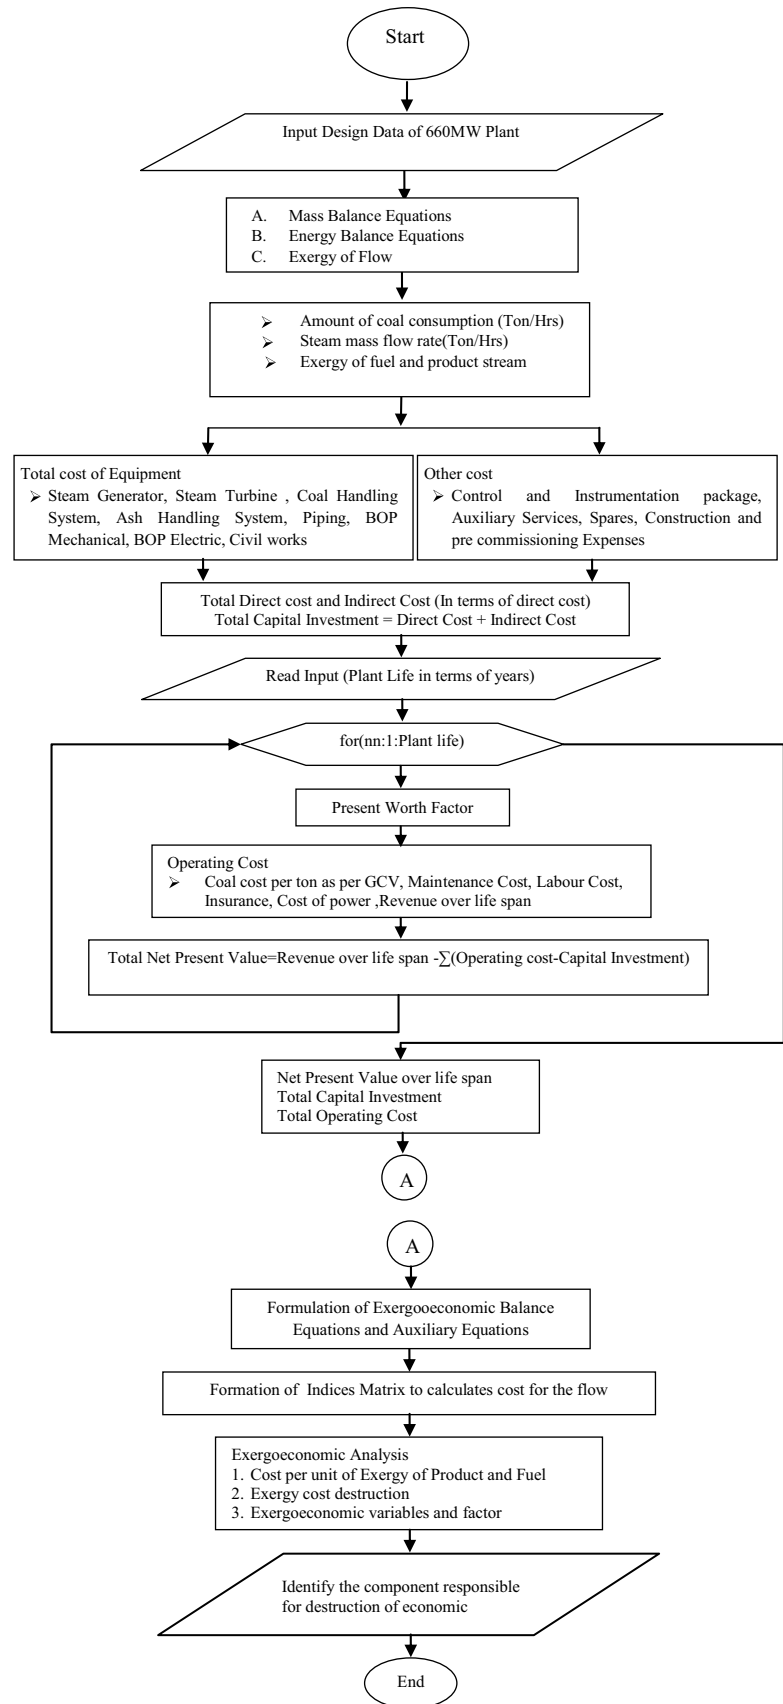 Start
Input Design Data of 660MW Plant
A. Mass Balance Equations
B. Energy Balance Equations
C. Exergy of Flow
➢ Amount of coal consumption (Ton/Hrs)
➢ Steam mass flow rate(Ton/Hrs)
➢ Exergy of fuel and product stream
Total cost of Equipment
➢ Steam Generator, Steam Turbine , Coal Handling
System, Ash Handling System, Piping, BOP
Mechanical, BOP Electric, Civil works
Other cost
➢ Control and Instrumentation package,
Auxiliary Services, Spares, Construction and
pre commissioning Expenses
Total Direct cost and Indirect Cost (In terms of direct cost)
Total Capital Investment = Direct Cost + Indirect Cost
Read Input (Plant Life in terms of years)
for(nn:1:Plant life)
Present Worth Factor
Operating Cost
➢ Coal cost per ton as per GCV, Maintenance Cost, Labour Cost,
Insurance, Cost of power ,Revenue over life span
Total Net Present Value=Revenue over life span -∑(Operating cost-Capital Investment)
Net Present Value over life span
Total Capital Investment
Total Operating Cost
A
A
Formulation of Exergooeconomic Balance
Equations and Auxiliary Equations
Formation of Indices Matrix to calculates cost for the flow
Exergoeconomic Analysis
1. Cost per unit of Exergy of Product and Fuel
2. Exergy cost destruction
3. Exergoeconomic variables and factor
Identify the component responsible
for destruction of economic
End